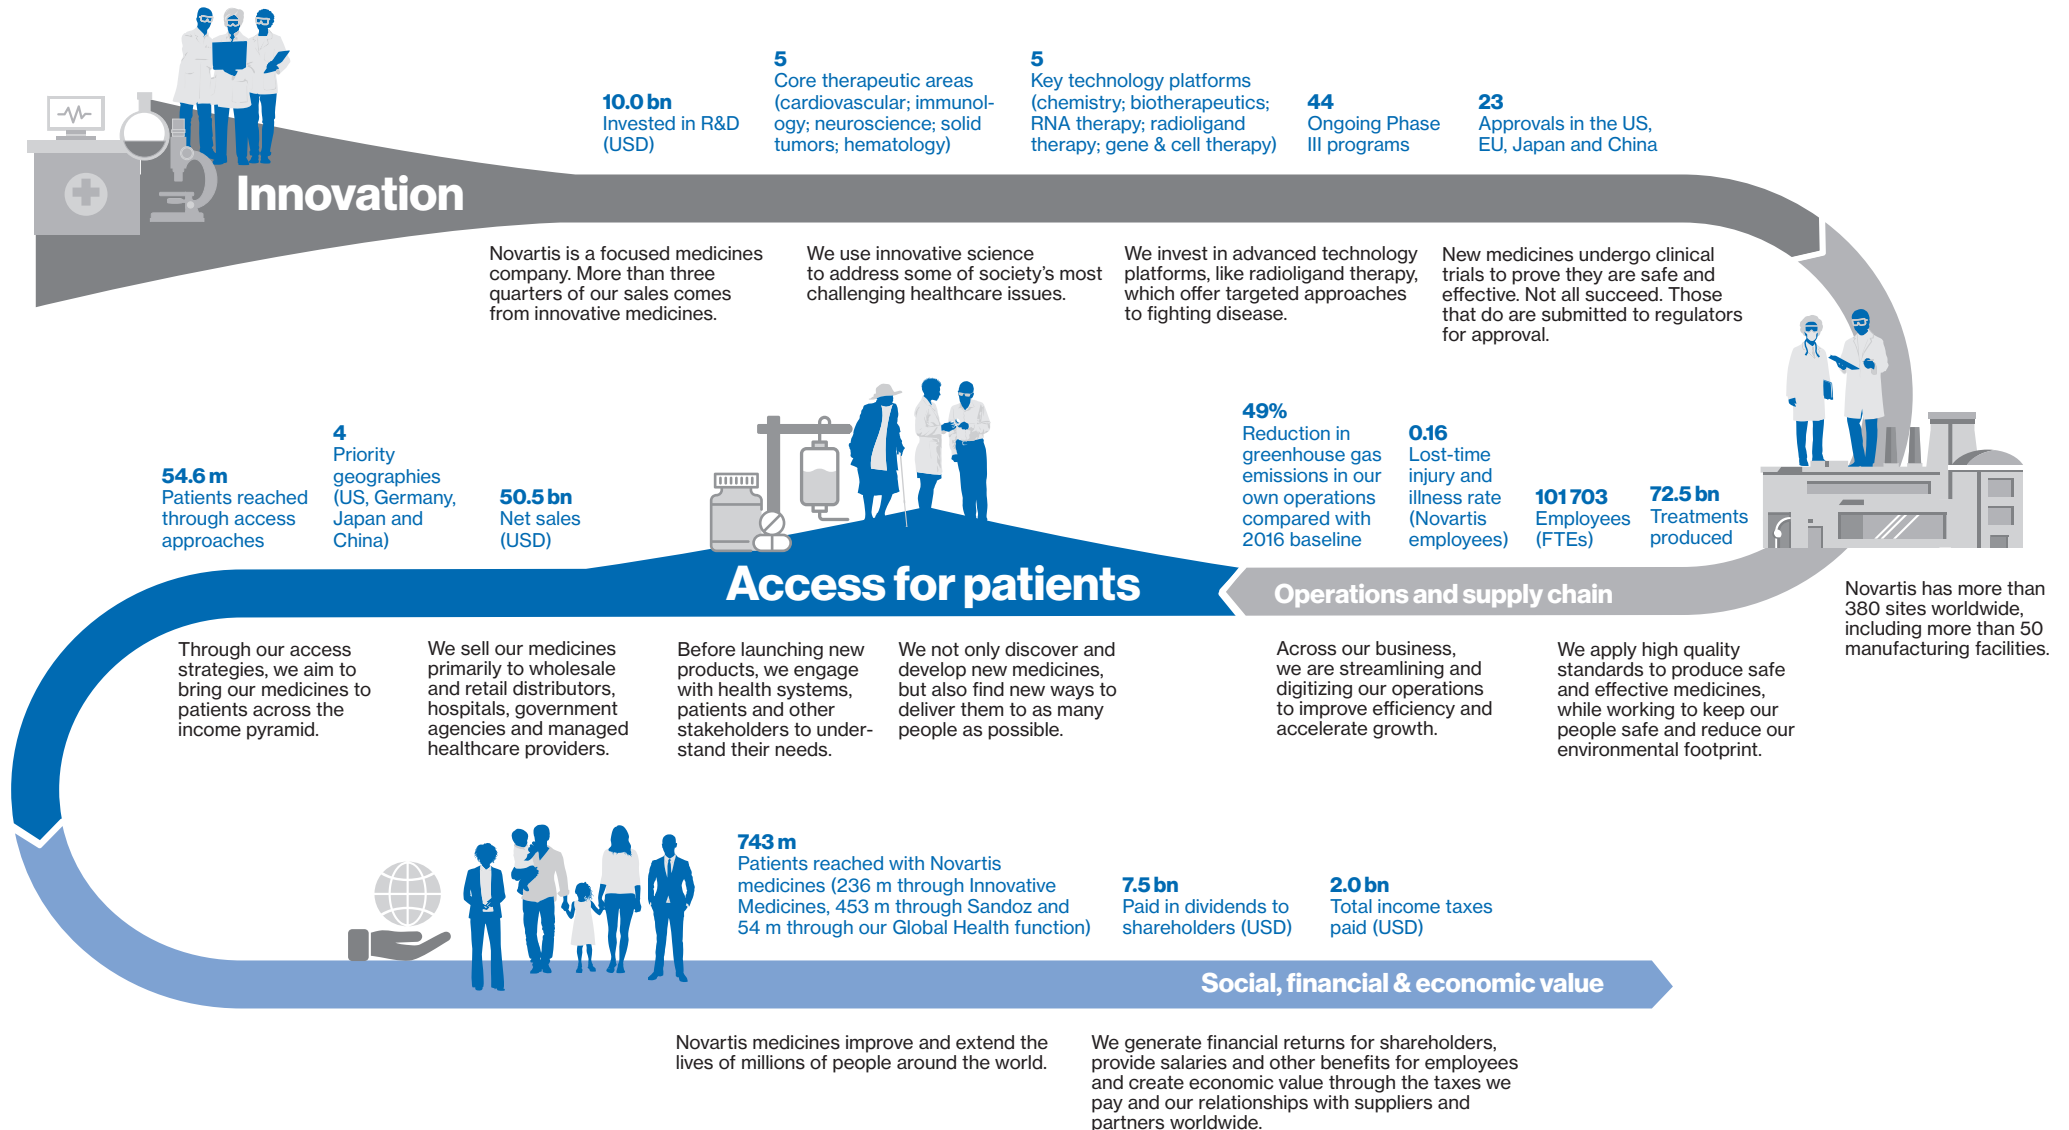 10.0 bn
Invested in R&D
(USD)
5
Core therapeutic areas
(cardiovascular; immunol-
ogy; neuroscience; solid
tumors; hematology)
5
Key technology platforms
(chemistry; biotherapeutics;
RNA therapy; radioligand
therapy; gene & cell therapy)
44
Ongoing Phase
III programs
23
Approvals in the US,
EU, Japan and China
Innovation
Novartis is a focused medicines
company. More than three
quarters of our sales comes
from innovative medicines.
We use innovative science
to address some of society's most
challenging healthcare issues.
We invest in advanced technology
platforms, like radioligand therapy,
which offer targeted approaches
to fighting disease.
New medicines undergo clinical
trials to prove they are safe and
effective. Not all succeed. Those
that do are submitted to regulators
for approval.
54.6 m
Patients reached
through access
approaches
4
Priority
geographies
(US, Germany,
Japan and
China)
50.5 bn
Net sales
(USD)
49%
Reduction in
greenhouse gas
emissions in our
own operations
compared with
2016 baseline
0.16
Lost-time
injury and
illness rate
(Novartis
employees)
101 703
Employees
(FTEs)
72.5 bn
Treatments
produced
Access for patients
Operations and supply chain
Novartis has more than
380 sites worldwide,
including more than 50
manufacturing facilities.
Through our access
strategies, we aim to
bring our medicines to
patients across the
income pyramid.
We sell our medicines
primarily to wholesale
and retail distributors,
hospitals, government
agencies and managed
healthcare providers.
Before launching new
products, we engage
with health systems,
patients and other
stakeholders to under-
stand their needs.
We not only discover and
develop new medicines,
but also find new ways to
deliver them to as many
people as possible.
Across our business,
we are streamlining and
digitizing our operations
to improve efficiency and
accelerate growth.
We apply high quality
standards to produce safe
and effective medicines,
while working to keep our
people safe and reduce our
environmental footprint.
743 m
Patients reached with Novartis
medicines (236 m through Innovative
Medicines, 453 m through Sandoz and
54 m through our Global Health function)
7.5 bn
Paid in dividends to
shareholders (USD)
2.0 bn
Total income taxes
paid (USD)
Social, financial & economic value
Novartis medicines improve and extend the
lives of millions of people around the world.
We generate financial returns for shareholders,
provide salaries and other benefits for employees
and create economic value through the taxes we
pay and our relationships with suppliers and
partners worldwide.